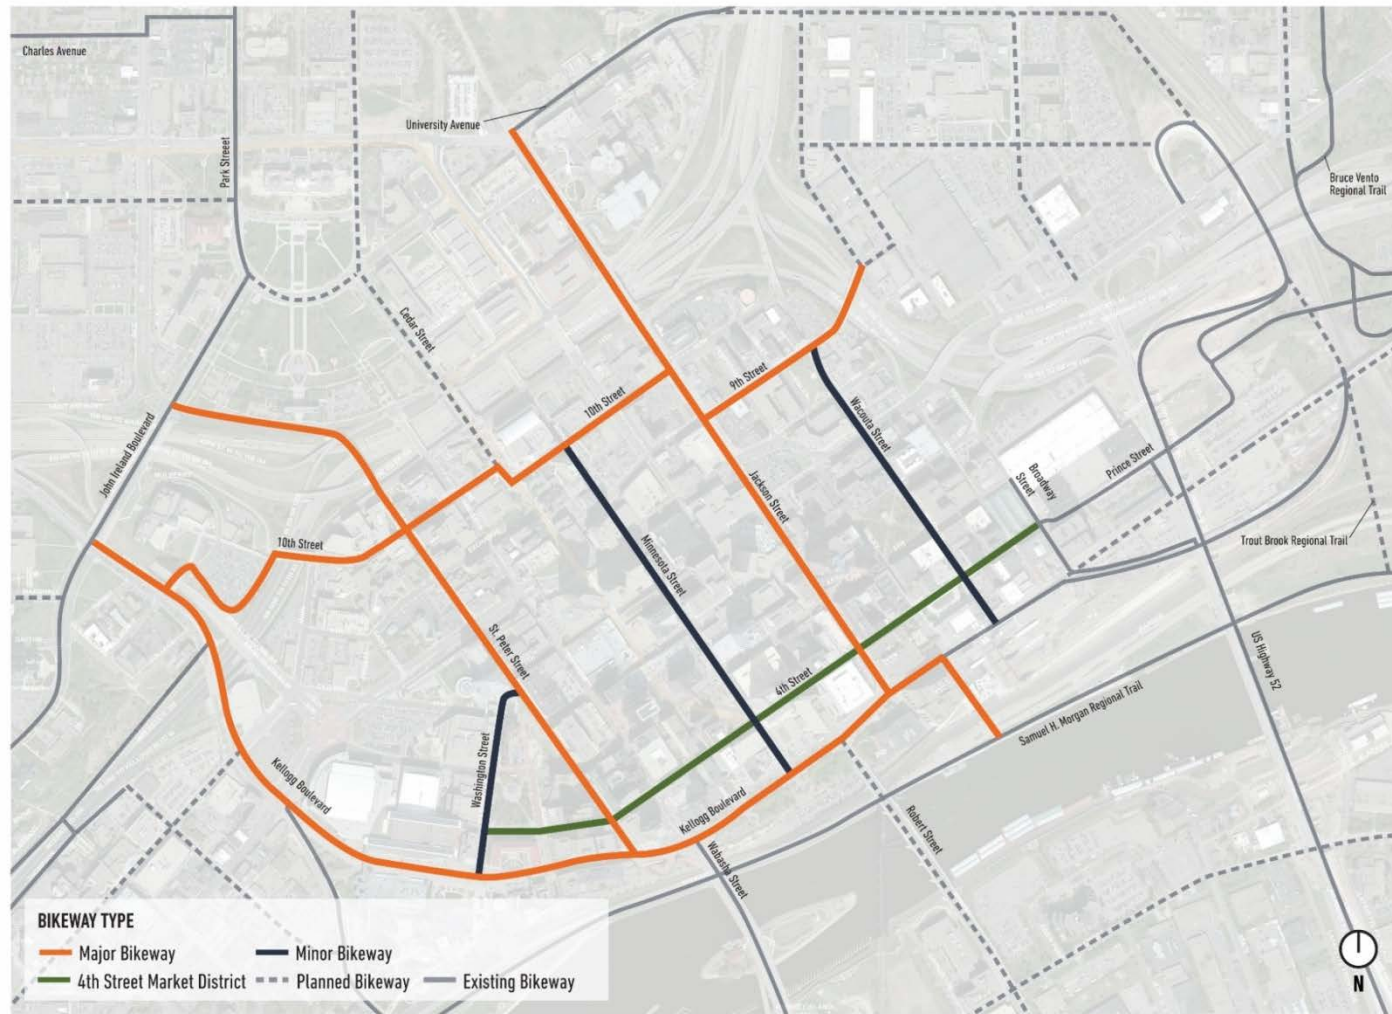 Charles Avenue
Park Streeet
University Avenue
Bruce Vento
Regional Trail
Cedar Street
John Ireland Boulevard
10th Street
9th Street
Wacouta Street
Jackson Street
Broadway
Street
Prince Street
Trout Brook Regional Trail
10th Street
Minnesota Street
St. Peter Street
4th Street
US Highway 52
Samuel H. Morgan Regional Trail
Washington Street
Kellogg Boulevard
Kellogg Boulevard
Robert Street
Wabasha Street
BIKEWAY TYPE
Major Bikeway
Minor Bikeway
4th Street Market District
Planned Bikeway
Existing Bikeway
N